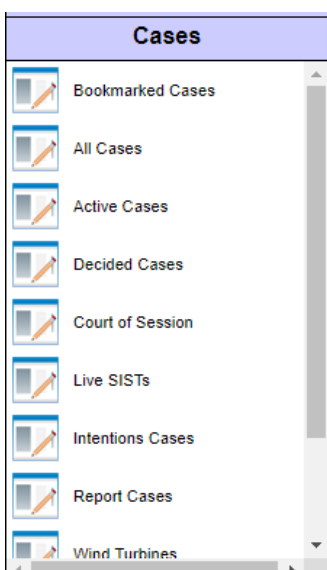 Cases
Bookmarked Cases
All Cases
Active Cases
Decided Cases
Court of Session
Live SISTs
Intentions Cases
Report Cases
Wind Turbines